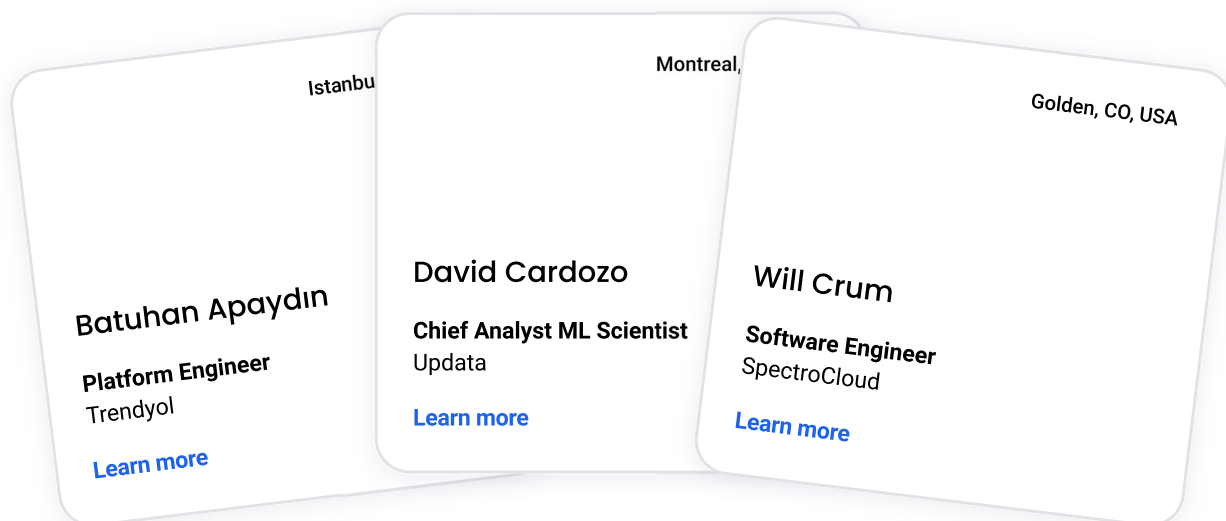 Istanbu
Batuhan Apaydın
Platform Engineer
Trendyol
Learn more
Montreal,
David Cardozo
Chief Analyst ML Scientist
Updata
Learn more
Golden, CO, USA
Will Crum
Software Engineer
SpectroCloud
Learn more